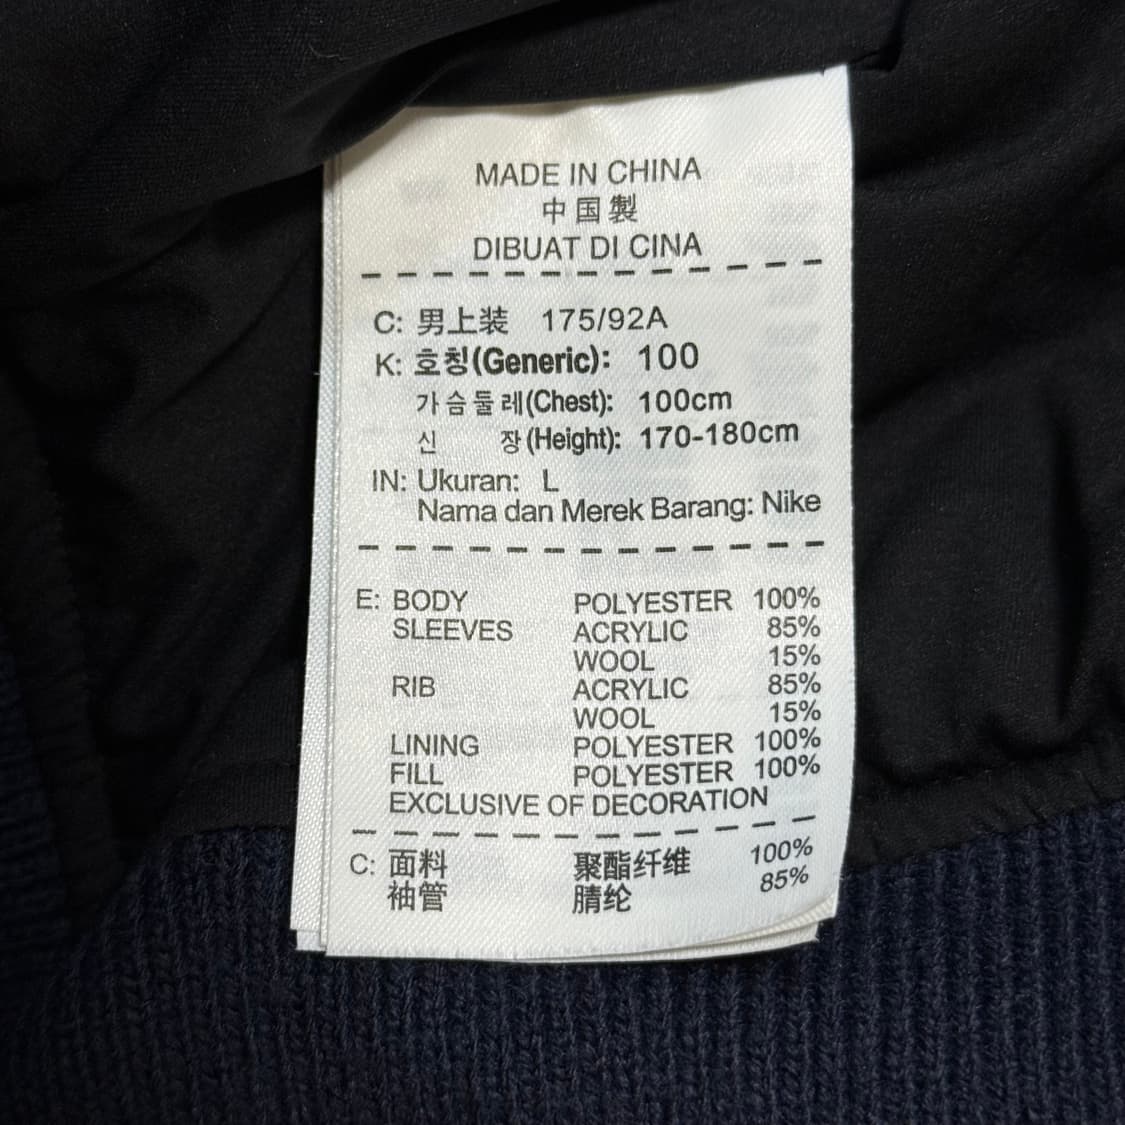 MADE IN CHINA
中国製
DIBUAT DI CINA
C: 男上装 175/92A
K: 호칭(Generic): 100
가슴둘레(Chest): 100cm
신 장(Height): 170-180cm
IN: Ukuran: L
Nama dan Merek Barang: Nike
E: BODY POLYESTER 100%
SLEEVES ACRYLIC 85%
WOOL 15%
RIB ACRYLIC 85%
WOOL 15%
LINING POLYESTER 100%
FILL POLYESTER 100%
EXCLUSIVE OF DECORATION
C: 面料 聚酯纤维 100%
袖管 腈纶 85%